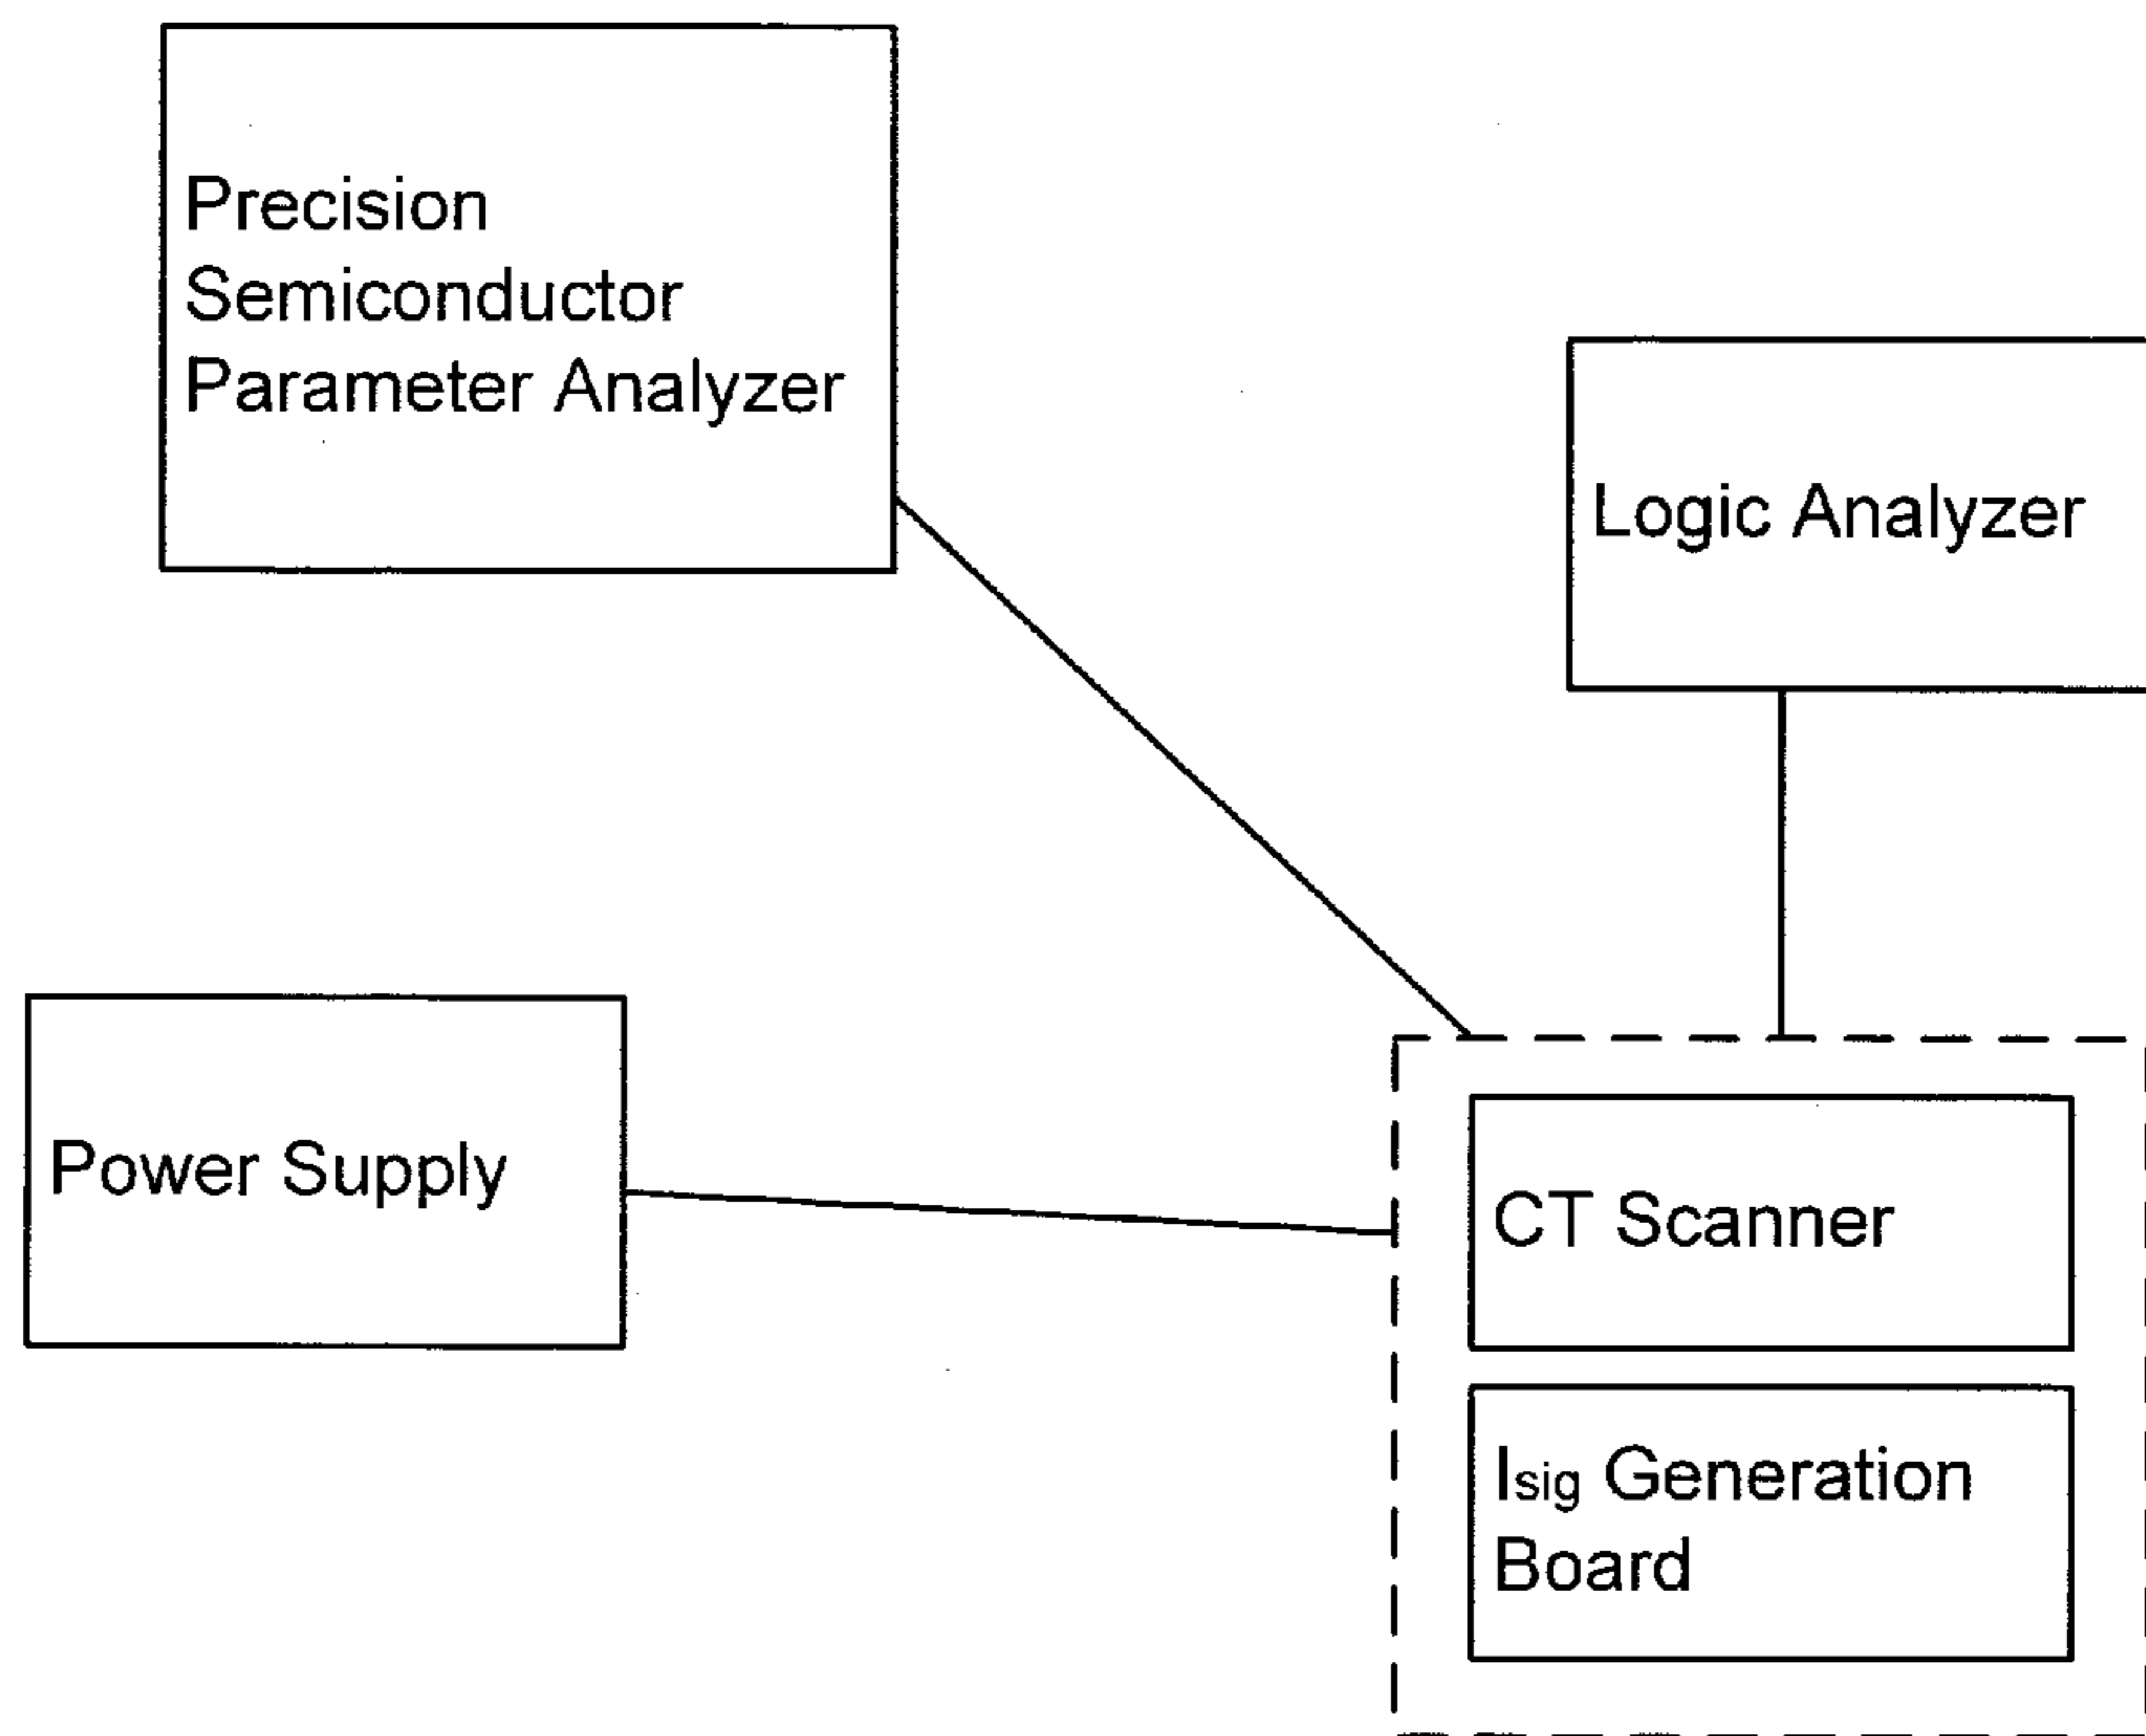 Precision
Semiconductor
Parameter Analyzer
Logic Analyzer
Power Supply
CT Scanner
Isig Generation
Board